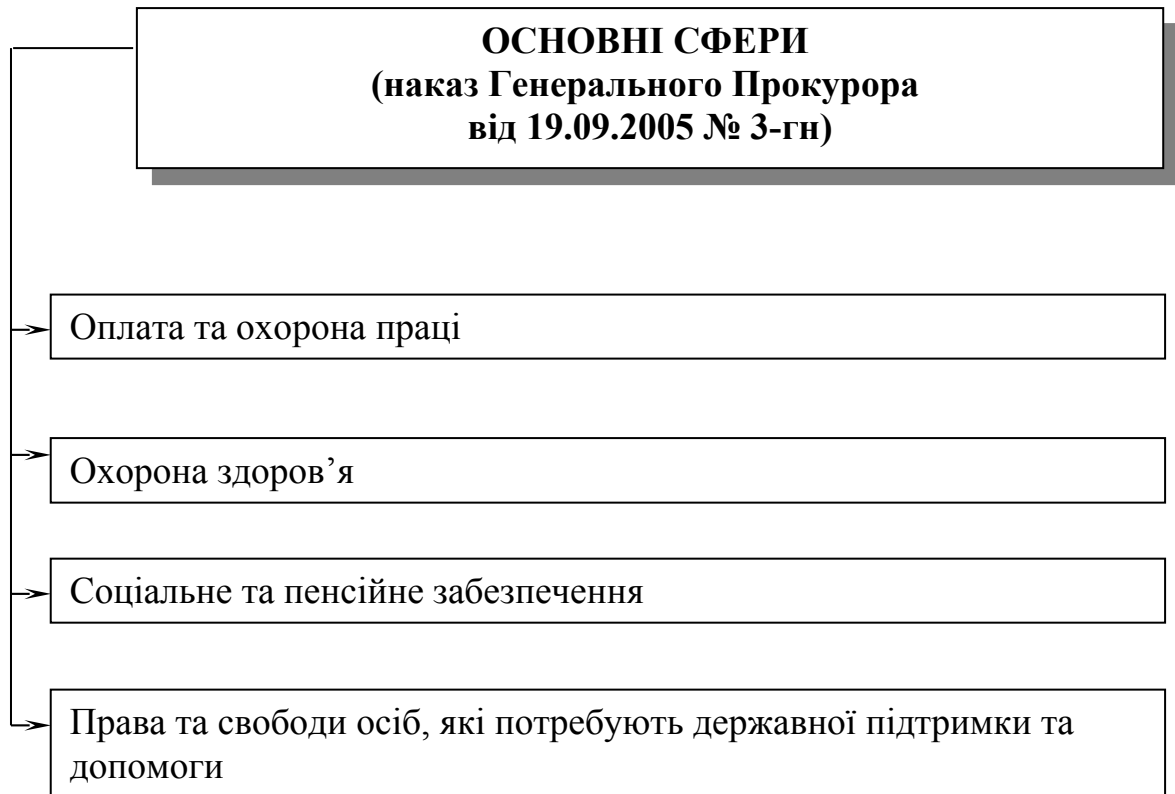 ОСНОВНІ СФЕРИ
(наказ Генерального Прокурора
від 19.09.2005 № 3-гн)
Оплата та охорона праці
Охорона здоров’я
Соціальне та пенсійне забезпечення
Права та свободи осіб, які потребують державної підтримки та
допомоги